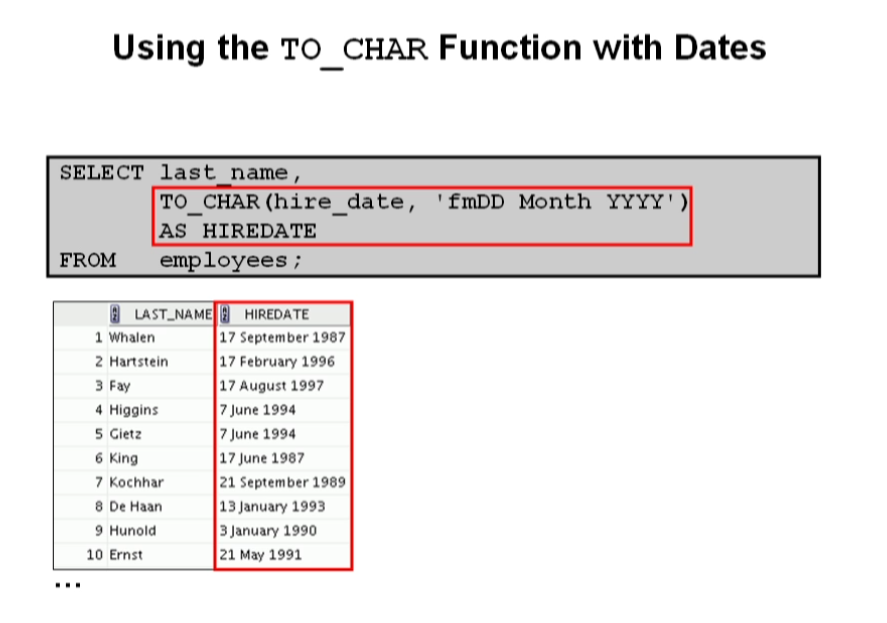 Using the TO_CHAR Function with Dates
SELECT last_name,
TO_CHAR(hire_date, 'fmDD Month YYYY')
AS HIREDATE
FROM employees;
LAST_NAME HIREDATE
1 Whalen 17 September 1987
2 Hartstein 17 February 1996
3 Fay 17 August 1997
4 Higgins 7 June 1994
5 Gietz 7 June 1994
6 King 17 June 1987
7 Kochhar 21 September 1989
8 De Haan 13 January 1993
9 Hunold 3 January 1990
10 Ernst 21 May 1991
...